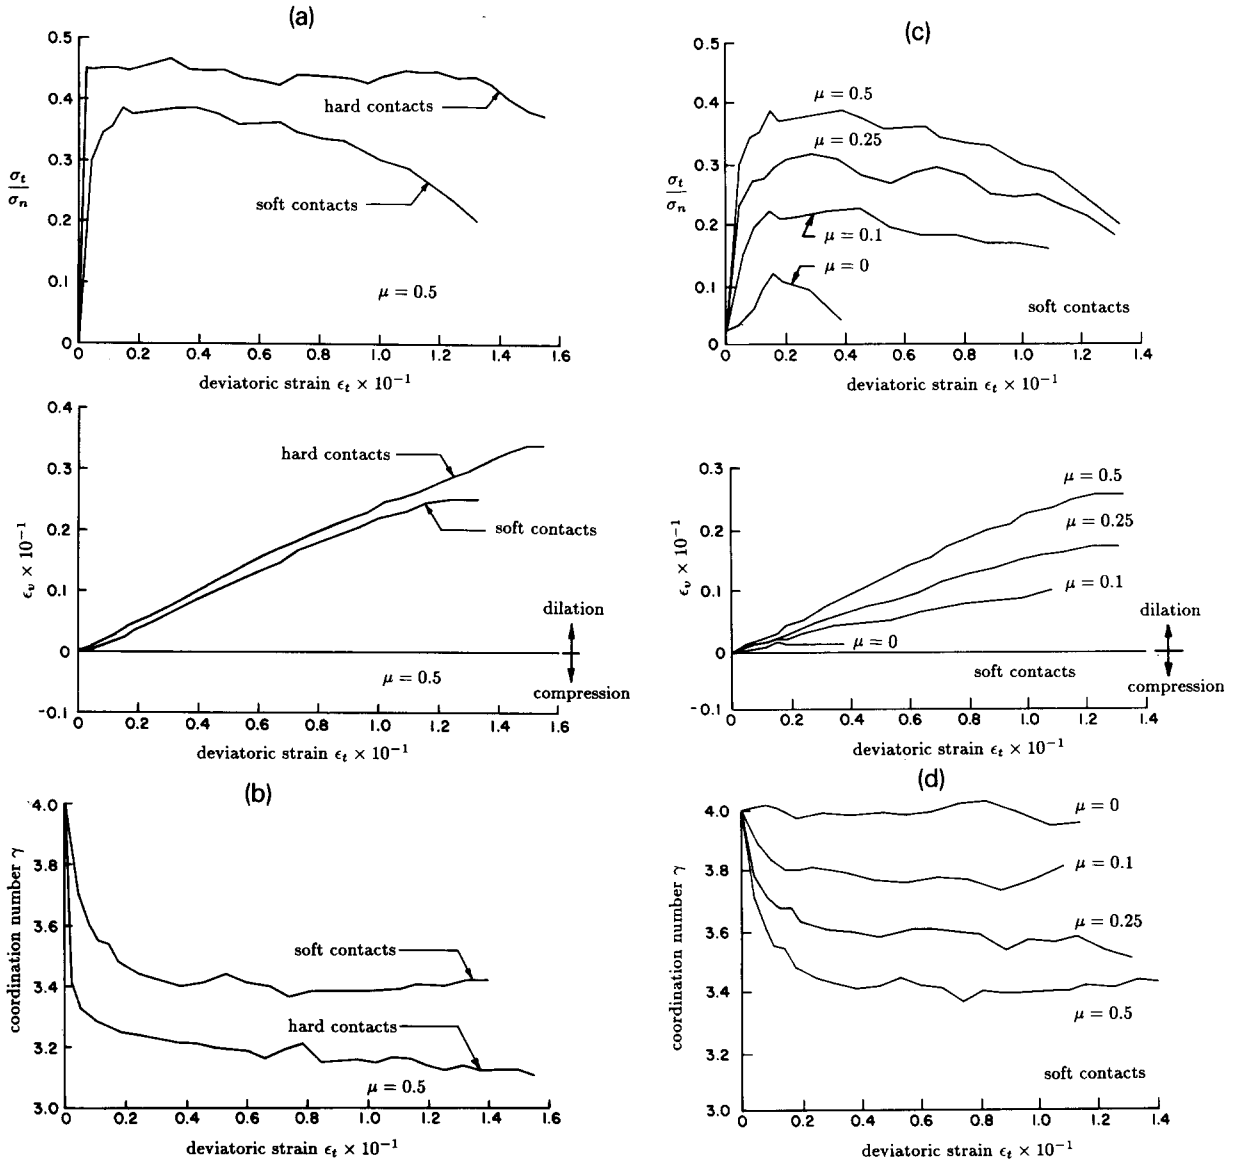 (a)
0.5
0.4
0.3
0.2
0.1
0
σt/σn
hard contacts
soft contacts
μ = 0.5
0 0.2 0.4 0.6 0.8 1.0 1.2 1.4 1.6
deviatoric strain ϵt × 10⁻¹
0.4
0.3
0.2
0.1
0
-0.1
ϵv × 10⁻¹
hard contacts
soft contacts
dilation
μ = 0.5
compression
0 0.2 0.4 0.6 0.8 1.0 1.2 1.4 1.6
deviatoric strain ϵt × 10⁻¹
(b)
4.0
3.8
3.6
3.4
3.2
3.0
coordination number γ
soft contacts
hard contacts
μ = 0.5
0 0.2 0.4 0.6 0.8 1.0 1.2 1.4 1.6
deviatoric strain ϵt × 10⁻¹
(c)
0.5
0.4
0.3
0.2
0.1
0
σt/σn
μ = 0.5
μ = 0.25
μ = 0.1
μ = 0
soft contacts
0 0.2 0.4 0.6 0.8 1.0 1.2 1.4
deviatoric strain ϵt × 10⁻¹
0.3
0.2
0.1
0
-0.1
ϵv × 10⁻¹
μ = 0.5
μ = 0.25
μ = 0.1
μ = 0
dilation
soft contacts
compression
0 0.2 0.4 0.6 0.8 1.0 1.2 1.4
deviatoric strain ϵt × 10⁻¹
(d)
4.0
3.8
3.6
3.4
3.2
3.0
coordination number γ
μ = 0
μ = 0.1
μ = 0.25
μ = 0.5
soft contacts
0 0.2 0.4 0.6 0.8 1.0 1.2 1.4
deviatoric strain ϵt × 10⁻¹